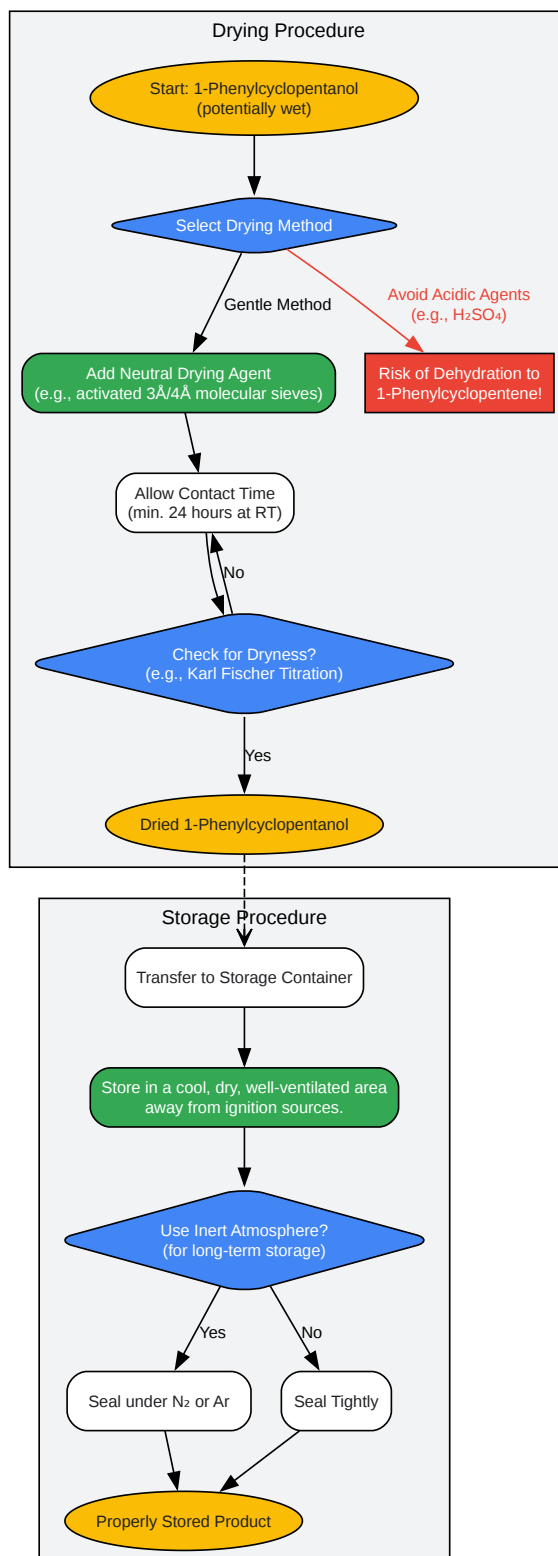 Drying Procedure
Start: 1-Phenylcyclopentanol
(potentially wet)
Select Drying Method
Gentle Method
Avoid Acidic Agents
(e.g., H₂SO₄)
Add Neutral Drying Agent
(e.g., activated 3Å/4Å molecular sieves)
Risk of Dehydration to
1-Phenylcyclopentene!
Allow Contact Time
(min. 24 hours at RT)
No
Check for Dryness?
(e.g., Karl Fischer Titration)
Yes
Dried 1-Phenylcyclopentanol
Storage Procedure
Transfer to Storage Container
Store in a cool, dry, well-ventilated area
away from ignition sources.
Use Inert Atmosphere?
(for long-term storage)
Yes
No
Seal under N₂ or Ar
Seal Tightly
Properly Stored Product